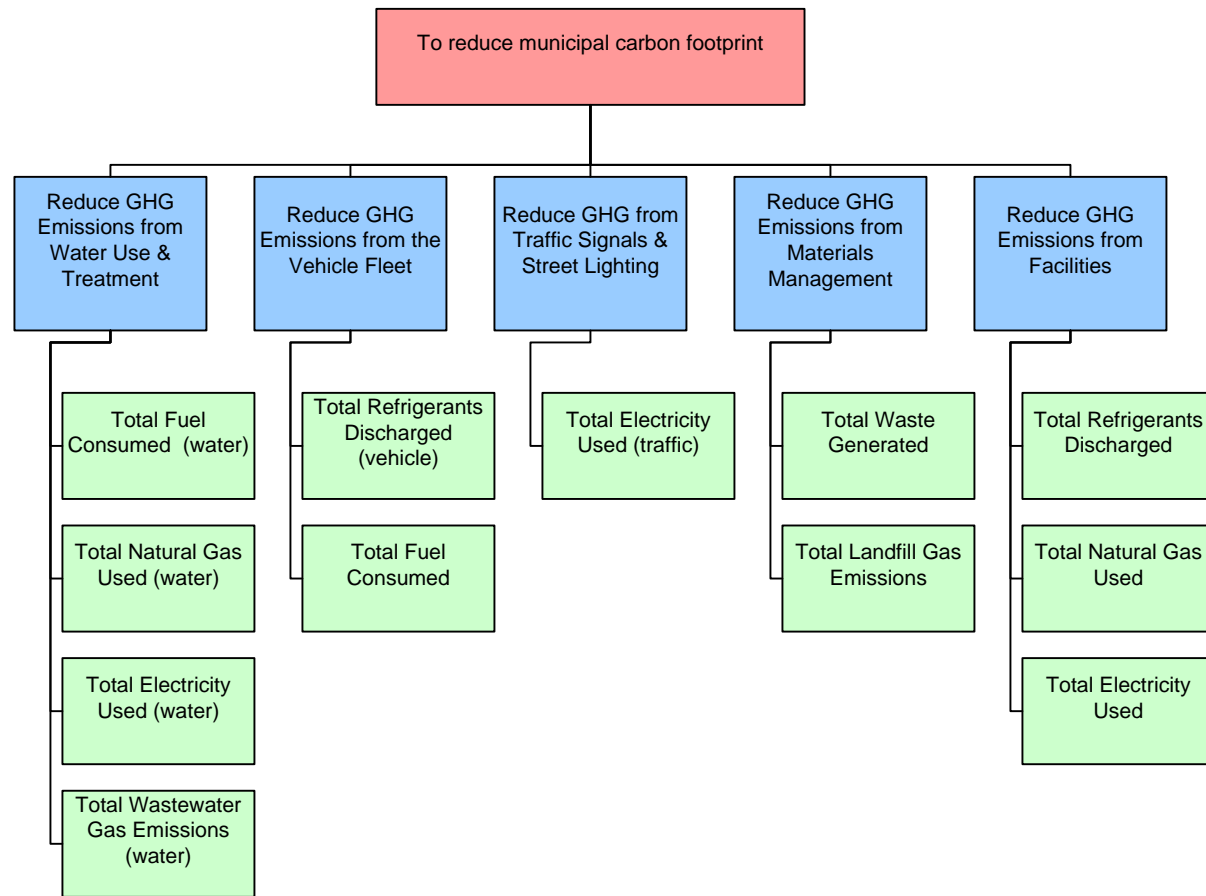 To reduce municipal carbon footprint
Reduce GHG
Emissions from
Water Use &
Treatment
Reduce GHG
Emissions from the
Vehicle Fleet
Reduce GHG from
Traffic Signals &
Street Lighting
Reduce GHG
Emissions from
Materials
Management
Reduce GHG
Emissions from
Facilities
Total Fuel
Consumed (water)
Total Natural Gas
Used (water)
Total Electricity
Used (water)
Total Wastewater
Gas Emissions
(water)
Total Refrigerants
Discharged
(vehicle)
Total Fuel
Consumed
Total Electricity
Used (traffic)
Total Waste
Generated
Total Landfill Gas
Emissions
Total Refrigerants
Discharged
Total Natural Gas
Used
Total Electricity
Used